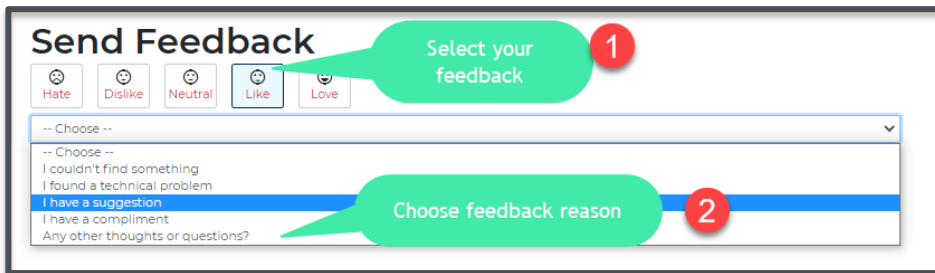 Send Feedback
Select your
feedback
1
Hate
Dislike
Neutral
Like
Love
-- Choose --
-- Choose --
I couldn't find something
I found a technical problem
I have a suggestion
I have a compliment
Any other thoughts or questions?
Choose feedback reason
2